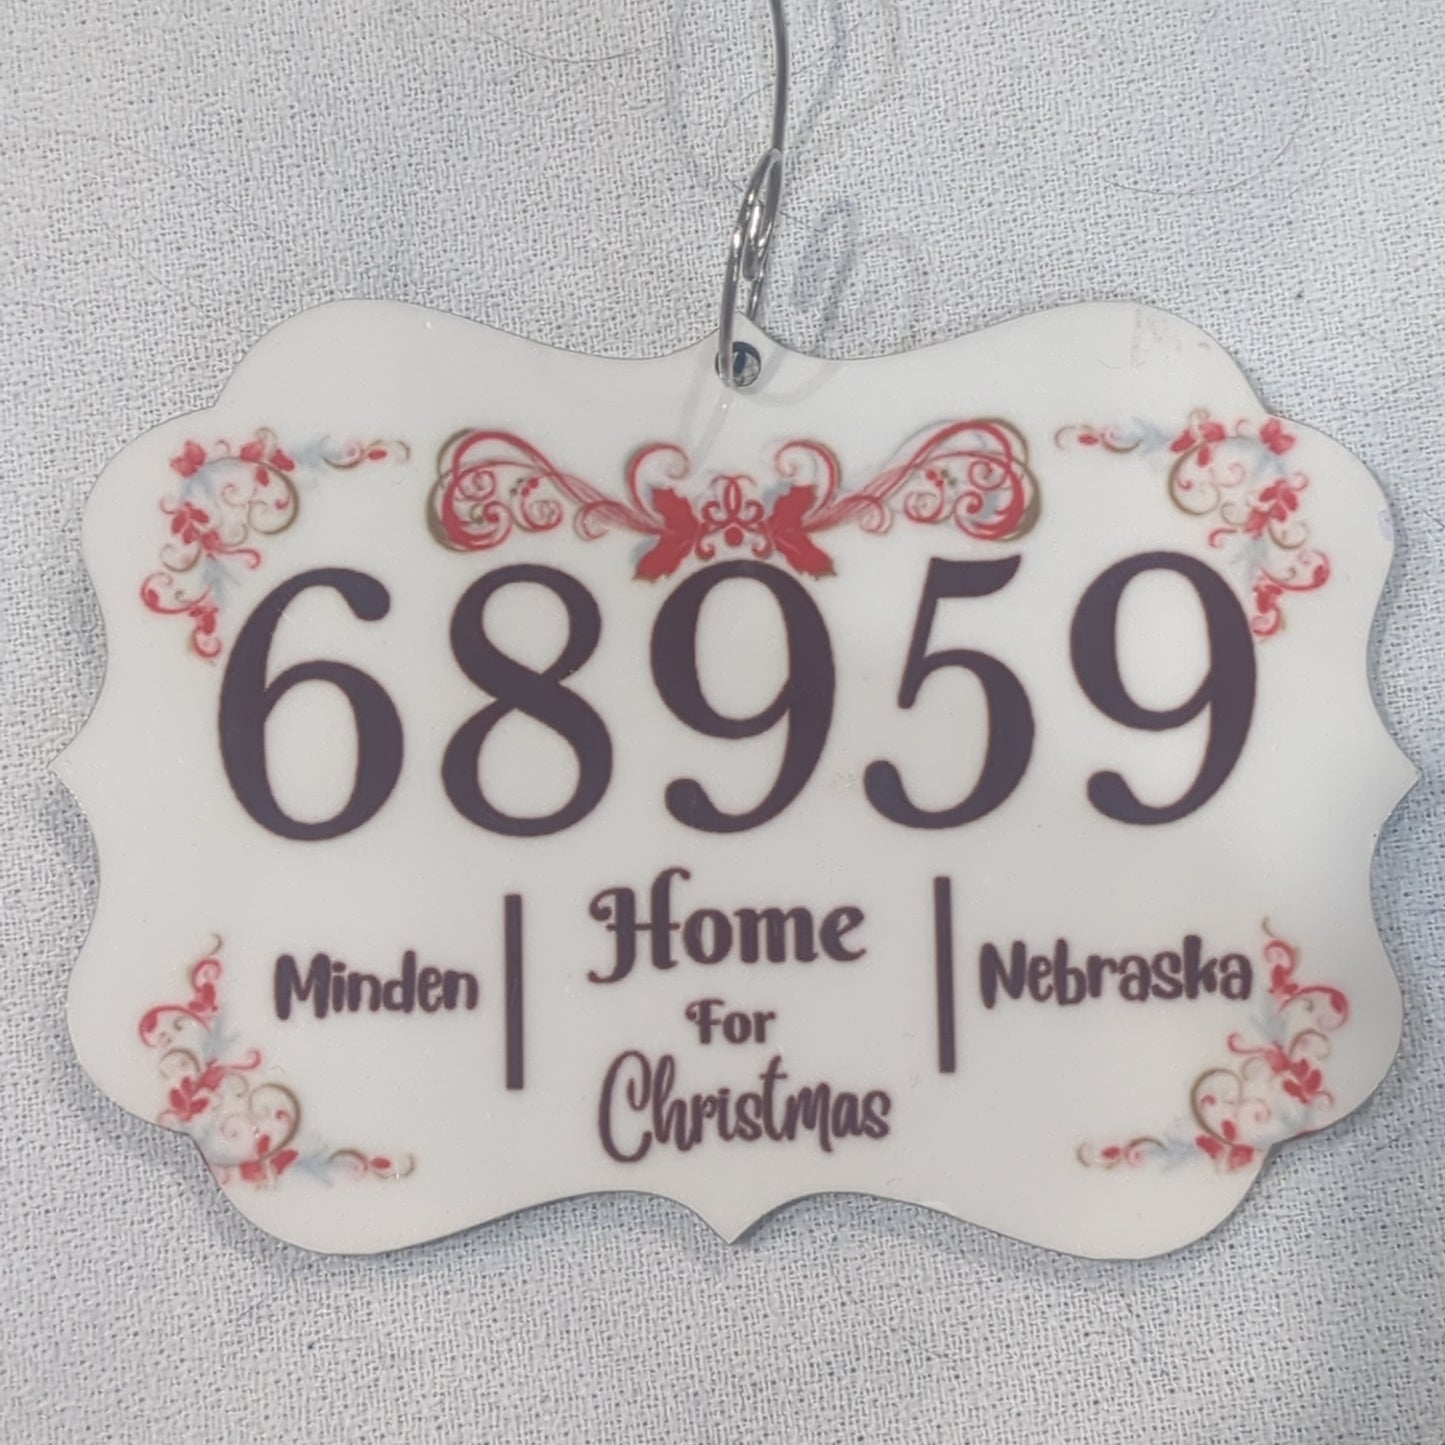 68959
Minden | Home | Nebraska
For
Christmas